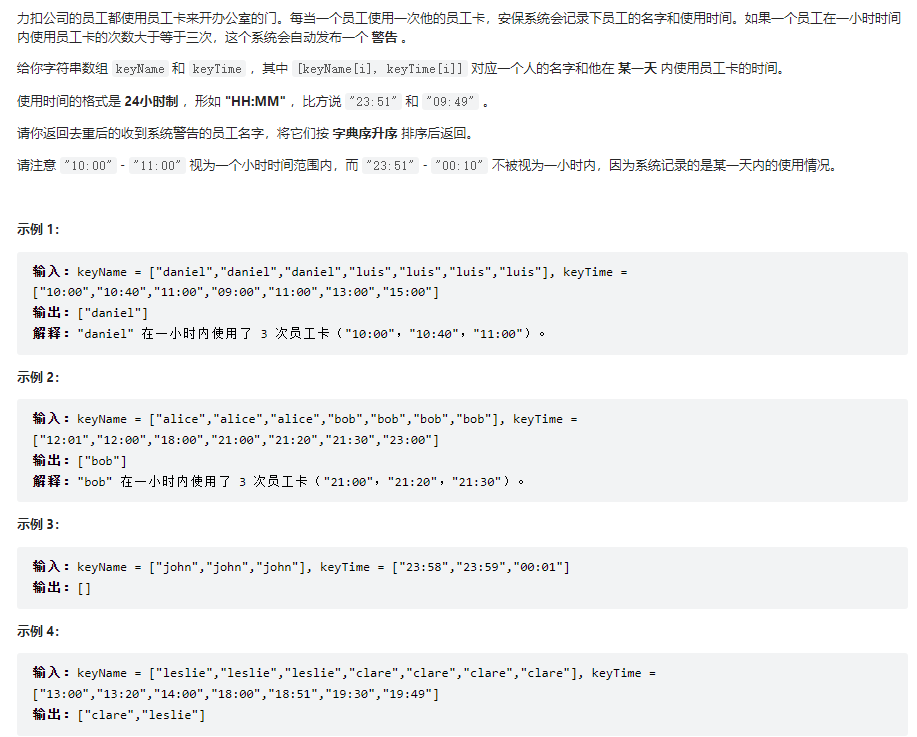 力扣公司的员工都使用员工卡来开办公室的门。每当一个员工使用一次他的员工卡，安保系统会记录下员工的名字和使用时间。如果一个员工在一小时时间
内使用员工卡的次数大于等于三次，这个系统会自动发布一个 警告 。
给你字符串数组 keyName 和 keyTime ，其中 [keyName[i], keyTime[i]] 对应一个人的名字和他在 某一天 内使用员工卡的时间。
使用时间的格式是 24小时制 ，形如 "HH:MM" ，比方说 "23:51" 和 "09:49" 。
请你返回去重后的收到系统警告的员工名字，将它们按 字典序升序 排序后返回。
请注意 "10:00" - "11:00" 视为一个小时时间范围内，而 "23:51" - "00:10" 不被视为一小时内，因为系统记录的是某一天内的使用情况。
示例 1：
输入：keyName = ["daniel","daniel","daniel","luis","luis","luis","luis"], keyTime =
["10:00","10:40","11:00","09:00","11:00","13:00","15:00"]
输出：["daniel"]
解释："daniel" 在一小时内使用了 3 次员工卡（"10:00"，"10:40"，"11:00"）。
示例 2：
输入：keyName = ["alice","alice","alice","bob","bob","bob","bob"], keyTime =
["12:01","12:00","18:00","21:00","21:20","21:30","23:00"]
输出：["bob"]
解释："bob" 在一小时内使用了 3 次员工卡（"21:00"，"21:20"，"21:30"）。
示例 3：
输入：keyName = ["john","john","john"], keyTime = ["23:58","23:59","00:01"]
输出：[]
示例 4：
输入：keyName = ["leslie","leslie","leslie","clare","clare","clare","clare"], keyTime =
["13:00","13:20","14:00","18:00","18:51","19:30","19:49"]
输出：["clare","leslie"]